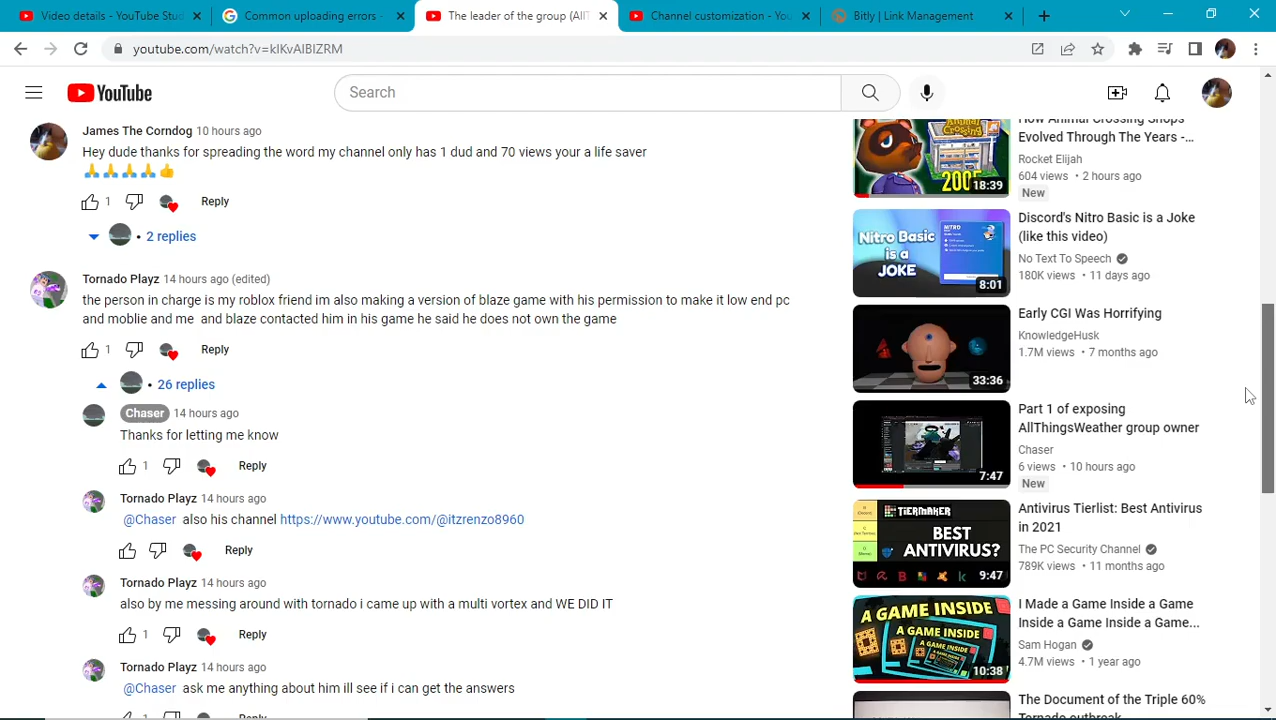 Video details - YouTube Stud
Common uploading errors -
The leader of the group (AllT
Channel customization - You
Bitly | Link Management
youtube.com/watch?v=kIKvAIBIZRM
YouTube
Search
James The Corndog 10 hours ago
Hey dude thanks for spreading the word my channel only has 1 dud and 70 views your a life saver
🙏🙏🙏🙏👍
1 Reply
2 replies
Tornado Playz 14 hours ago (edited)
the person in charge is my roblox friend im also making a version of blaze game with his permission to make it low end pc
and moblie and me and blaze contacted him in his game he said he does not own the game
1 Reply
26 replies
Chaser 14 hours ago
Thanks for letting me know
1 Reply
Tornado Playz 14 hours ago
@Chaser also his channel https://www.youtube.com/@itzrenzo8960
Reply
Tornado Playz 14 hours ago
also by me messing around with tornado i came up with a multi vortex and WE DID IT
1 Reply
Tornado Playz 14 hours ago
@Chaser ask me anything about him ill see if i can get the answers
2005
18:39
How Animal Crossing Shops
Evolved Through The Years -...
Rocket Elijah
604 views • 2 hours ago
New
Nitro Basic
is a
JOKE
8:01
Discord's Nitro Basic is a Joke
(like this video)
No Text To Speech
180K views • 11 days ago
33:36
Early CGI Was Horrifying
KnowledgeHusk
1.7M views • 7 months ago
7:47
Part 1 of exposing
AllThingsWeather group owner
Chaser
6 views • 10 hours ago
New
TIERMAKER
BEST
ANTIVIRUS?
9:47
Antivirus Tierlist: Best Antivirus
in 2021
The PC Security Channel
789K views • 11 months ago
A GAME INSIDE
A GAME INSIDE
A GAME INSIDE
10:38
I Made a Game Inside a Game
Inside a Game Inside a Game...
Sam Hogan
4.7M views • 1 year ago
The Document of the Triple 60%
Tornado outbreak